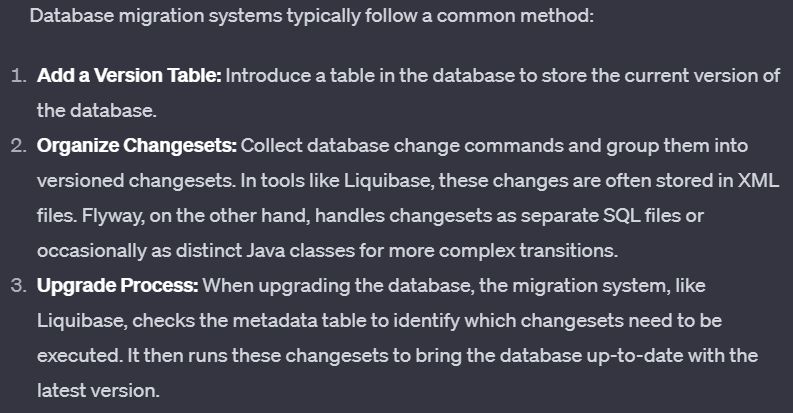 Database migration systems typically follow a common method:
1. Add a Version Table: Introduce a table in the database to store the current version of
the database.
2. Organize Changesets: Collect database change commands and group them into
versioned changesets. In tools like Liquibase, these changes are often stored in XML
files. Flyway, on the other hand, handles changesets as separate SQL files or
occasionally as distinct Java classes for more complex transitions.
3. Upgrade Process: When upgrading the database, the migration system, like
Liquibase, checks the metadata table to identify which changesets need to be
executed. It then runs these changesets to bring the database up-to-date with the
latest version.